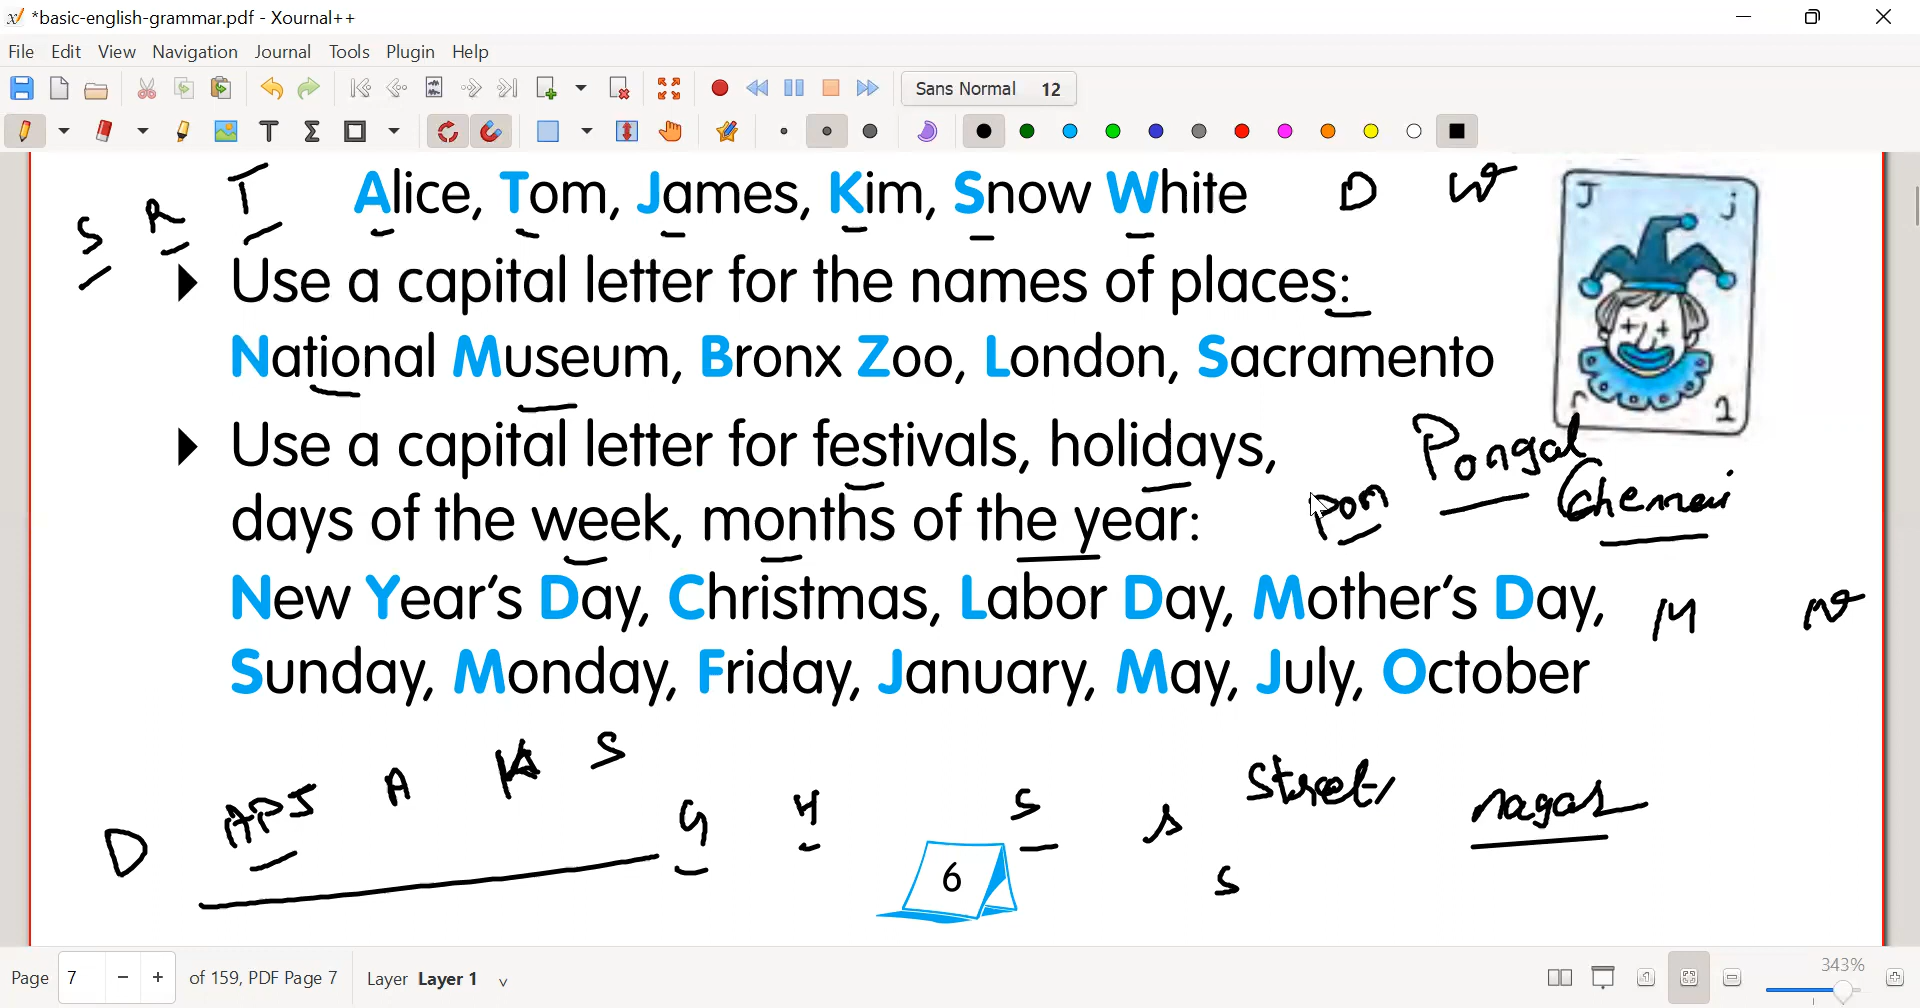 *basic-english-grammar.pdf - Xournal++
File Edit View Navigation Journal Tools Plugin Help
Sans Normal 12
S R T Alice, Tom, James, Kim, Snow White D W
J j
Use a capital letter for the names of places:
National Museum, Bronx Zoo, London, Sacramento
Use a capital letter for festivals, holidays,
Pongal
days of the week, months of the year:
Pon
New Year's Day, Christmas, Labor Day, Mother's Day,
M
Sunday, Monday, Friday, January, May, July, October
D APJ A K S
G H S s Street, nagar
S
6
Page 7 − + of 159, PDF Page 7 Layer Layer 1
343%